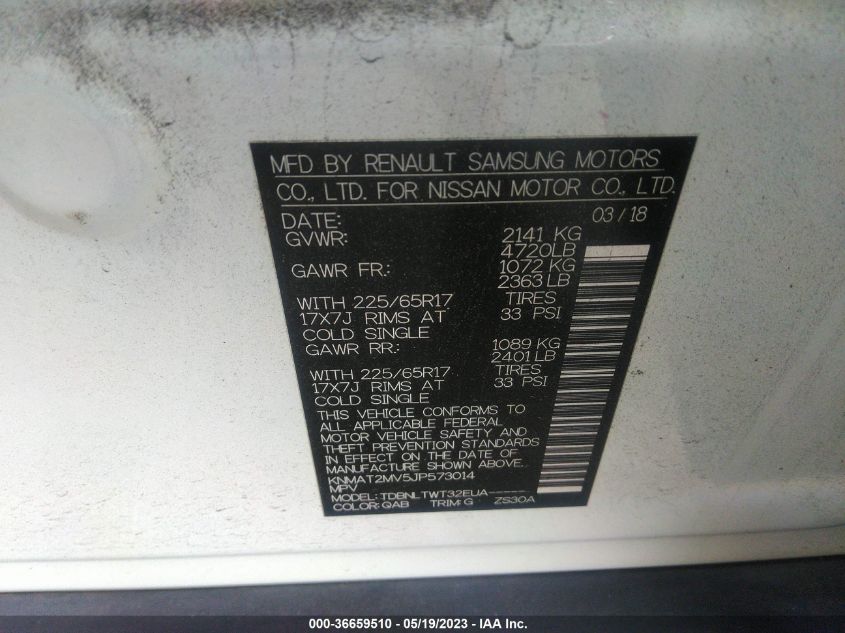 MFD BY RENAULT SAMSUNG MOTORS
CO., LTD. FOR NISSAN MOTOR CO., LTD.
DATE: 03/18
GVWR: 2141 KG
4720LB
GAWR FR.: 1072 KG
2363 LB
WITH 225/65R17 TIRES
17X7J RIMS AT 33 PSI
COLD SINGLE
GAWR RR.: 1089 KG
2401 LB
WITH 225/65R17 TIRES
17X7J RIMS AT 33 PSI
COLD SINGLE
THIS VEHICLE CONFORMS TO
ALL APPLICABLE FEDERAL
MOTOR VEHICLE SAFETY AND
THEFT PREVENTION STANDARDS
IN EFFECT ON THE DATE OF
MANUFACTURE SHOWN ABOVE.
KNMAT2MV5JP573014
MPV
MODEL: TDBNLTWT32EUA-----
COLOR: QAB TRIM: G ZS30A
000-36659510 - 05/19/2023 - IAA Inc.